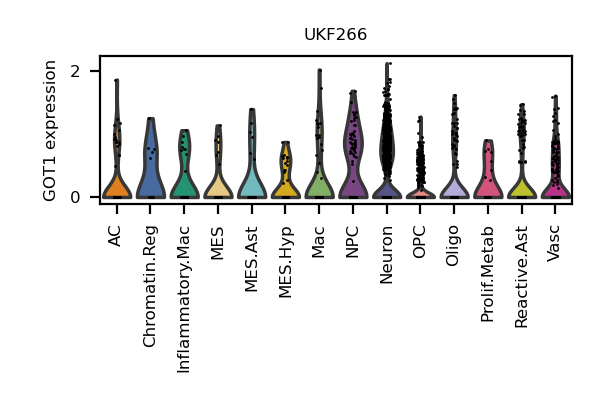 UKF266
GOT1 expression
2
0
AC
Chromatin.Reg
Inflammatory.Mac
MES
MES.Ast
MES.Hyp
Mac
NPC
Neuron
OPC
Oligo
Prolif.Metab
Reactive.Ast
Vasc